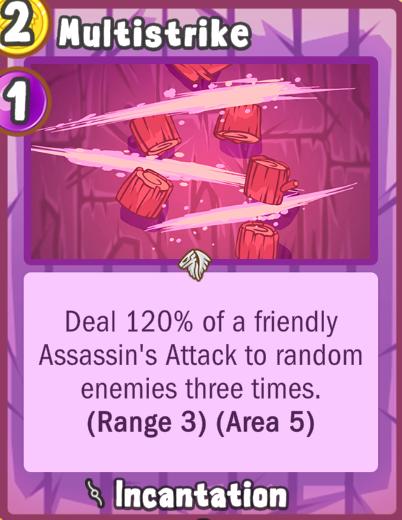 2
Multistrike
1
Deal 120% of a friendly
Assassin's Attack to random
enemies three times.
(Range 3) (Area 5)
Incantation